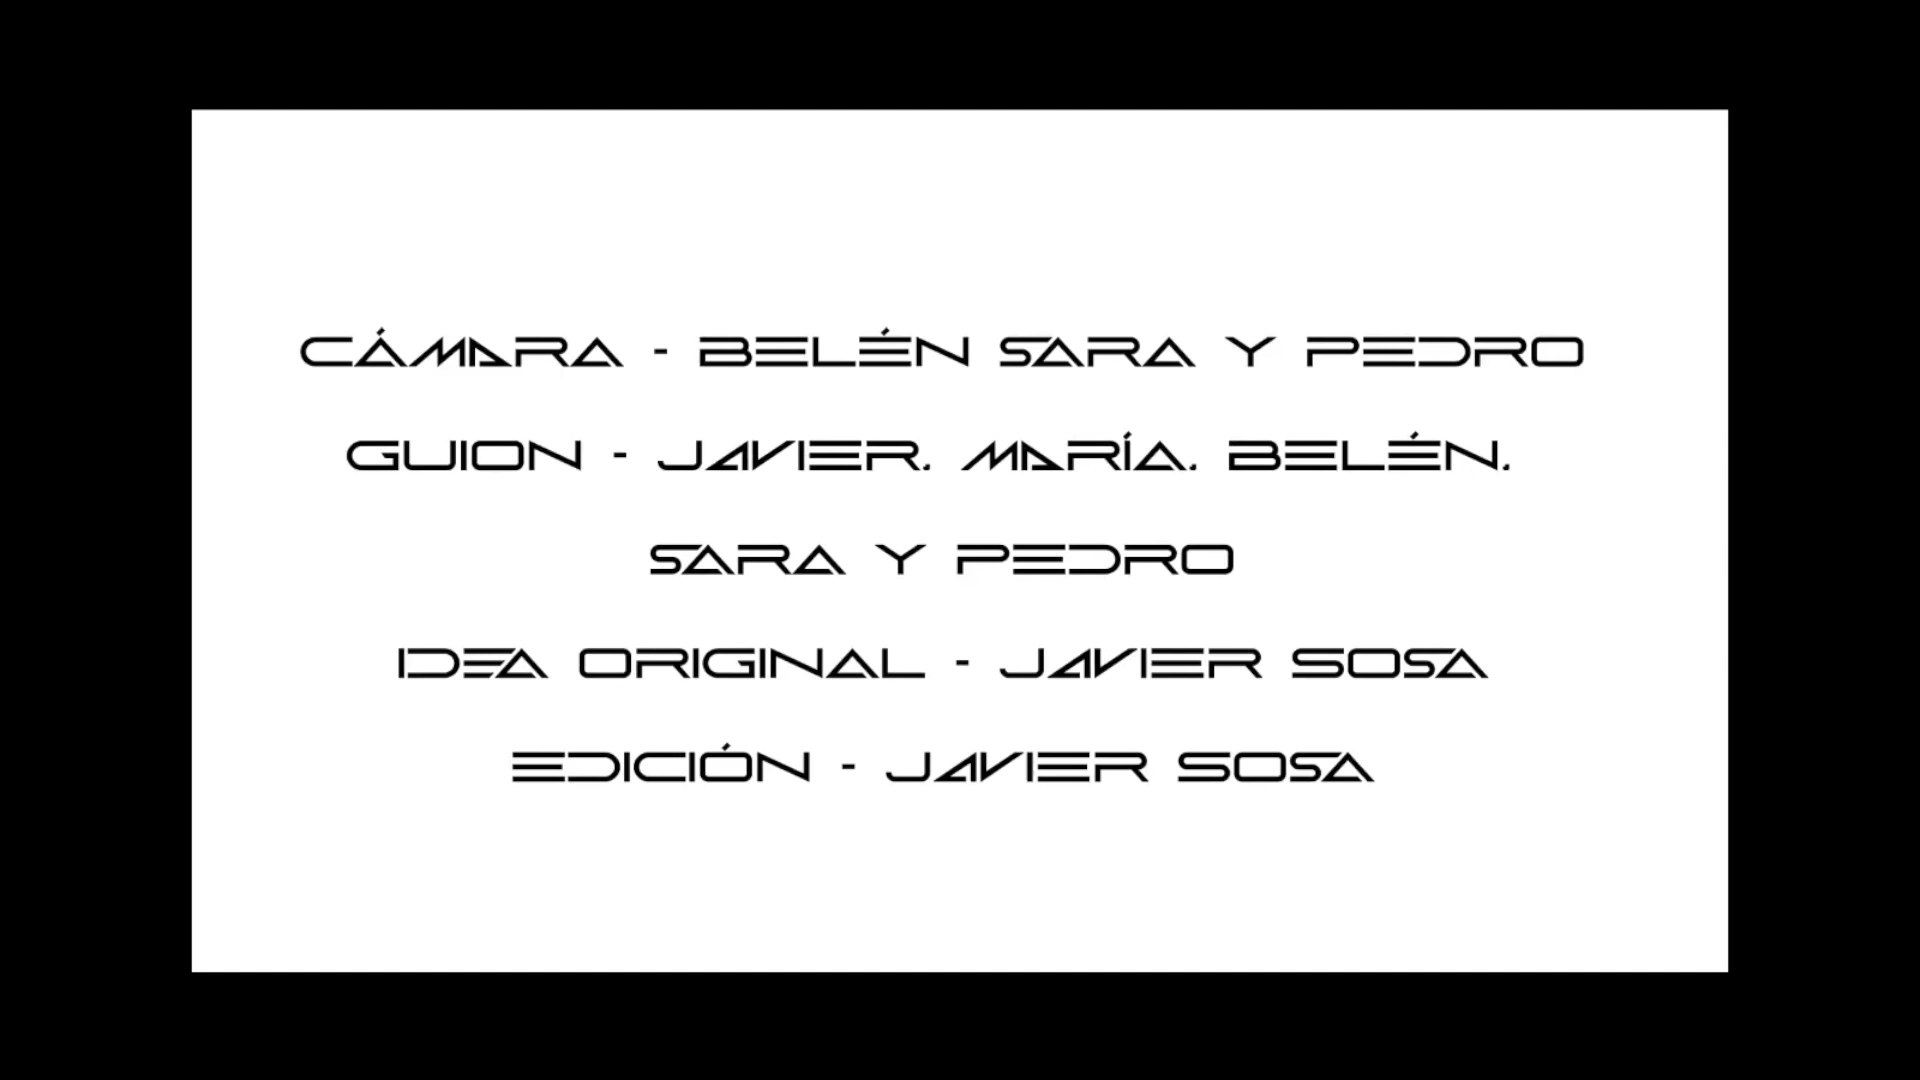 CÁMARA - BELÉN SARA Y PEDRO
GUION - JAVIER, MARÍA, BELÉN,
SARA Y PEDRO
IDEA ORIGINAL - JAVIER SOSA
EDICIÓN - JAVIER SOSA